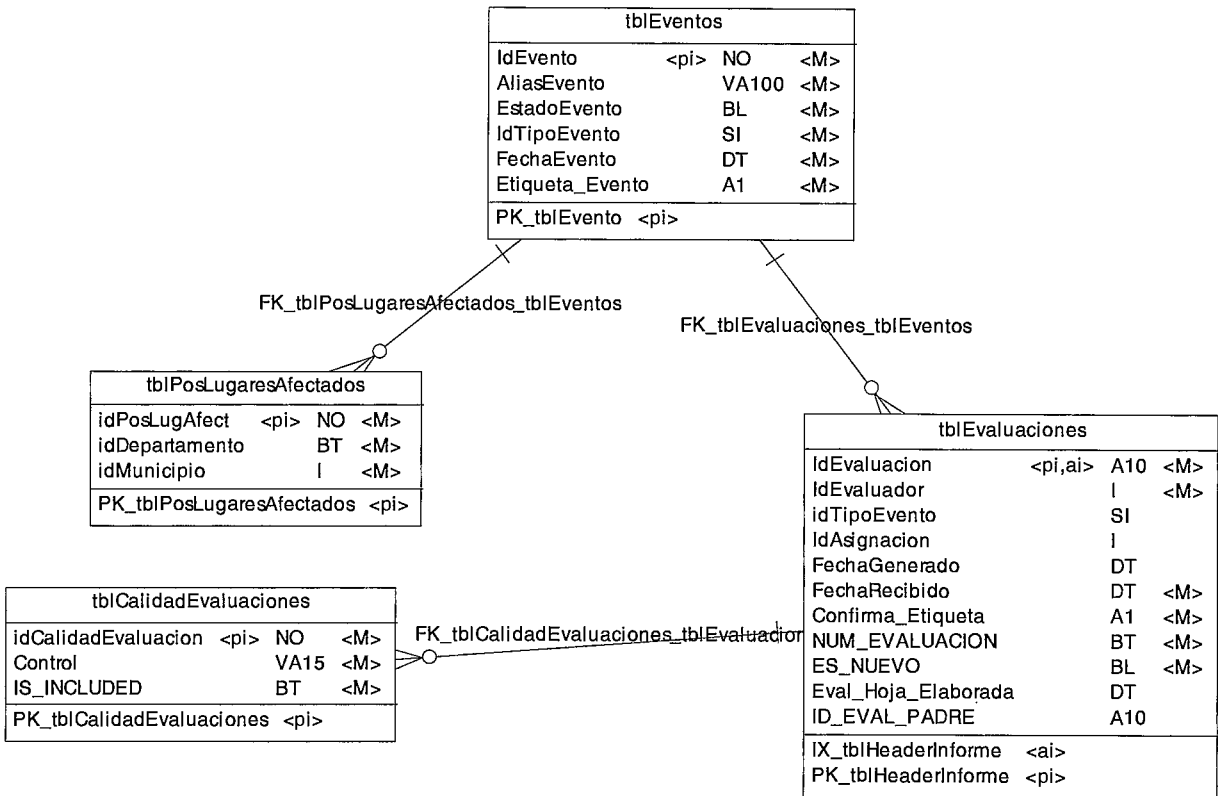 tblEventos
IdEvento <pi> NO <M>
AliasEvento VA100 <M>
EstadoEvento BL <M>
IdTipoEvento SI <M>
FechaEvento DT <M>
Etiqueta_Evento A1 <M>
PK_tblEvento <pi>
FK_tblPosLugaresAfectados_tblEventos
FK_tblEvaluaciones_tblEventos
tblPosLugaresAfectados
idPosLugAfect <pi> NO <M>
idDepartamento BT <M>
idMunicipio I <M>
PK_tblPosLugaresAfectados <pi>
tblEvaluaciones
IdEvaluacion <pi,ai> A10 <M>
IdEvaluador I <M>
idTipoEvento SI
IdAsignacion I
FechaGenerado DT
FechaRecibido DT <M>
Confirma_Etiqueta A1 <M>
NUM_EVALUACION BT <M>
ES_NUEVO BL <M>
Eval_Hoja_Elaborada DT
ID_EVAL_PADRE A10
IX_tblHeaderInforme <ai>
PK_tblHeaderInforme <pi>
tblCalidadEvaluaciones
idCalidadEvaluacion <pi> NO <M>
Control VA15 <M>
IS_INCLUDED BT <M>
PK_tblCalidadEvaluaciones <pi>
FK_tblCalidadEvaluaciones_tblEvaluacion